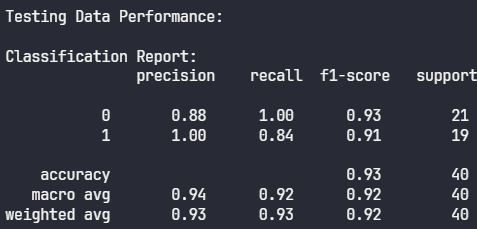 Testing Data Performance:
Classification Report:
precision recall f1-score support
0 0.88 1.00 0.93 21
1 1.00 0.84 0.91 19
accuracy 0.93 40
macro avg 0.94 0.92 0.92 40
weighted avg 0.93 0.93 0.92 40